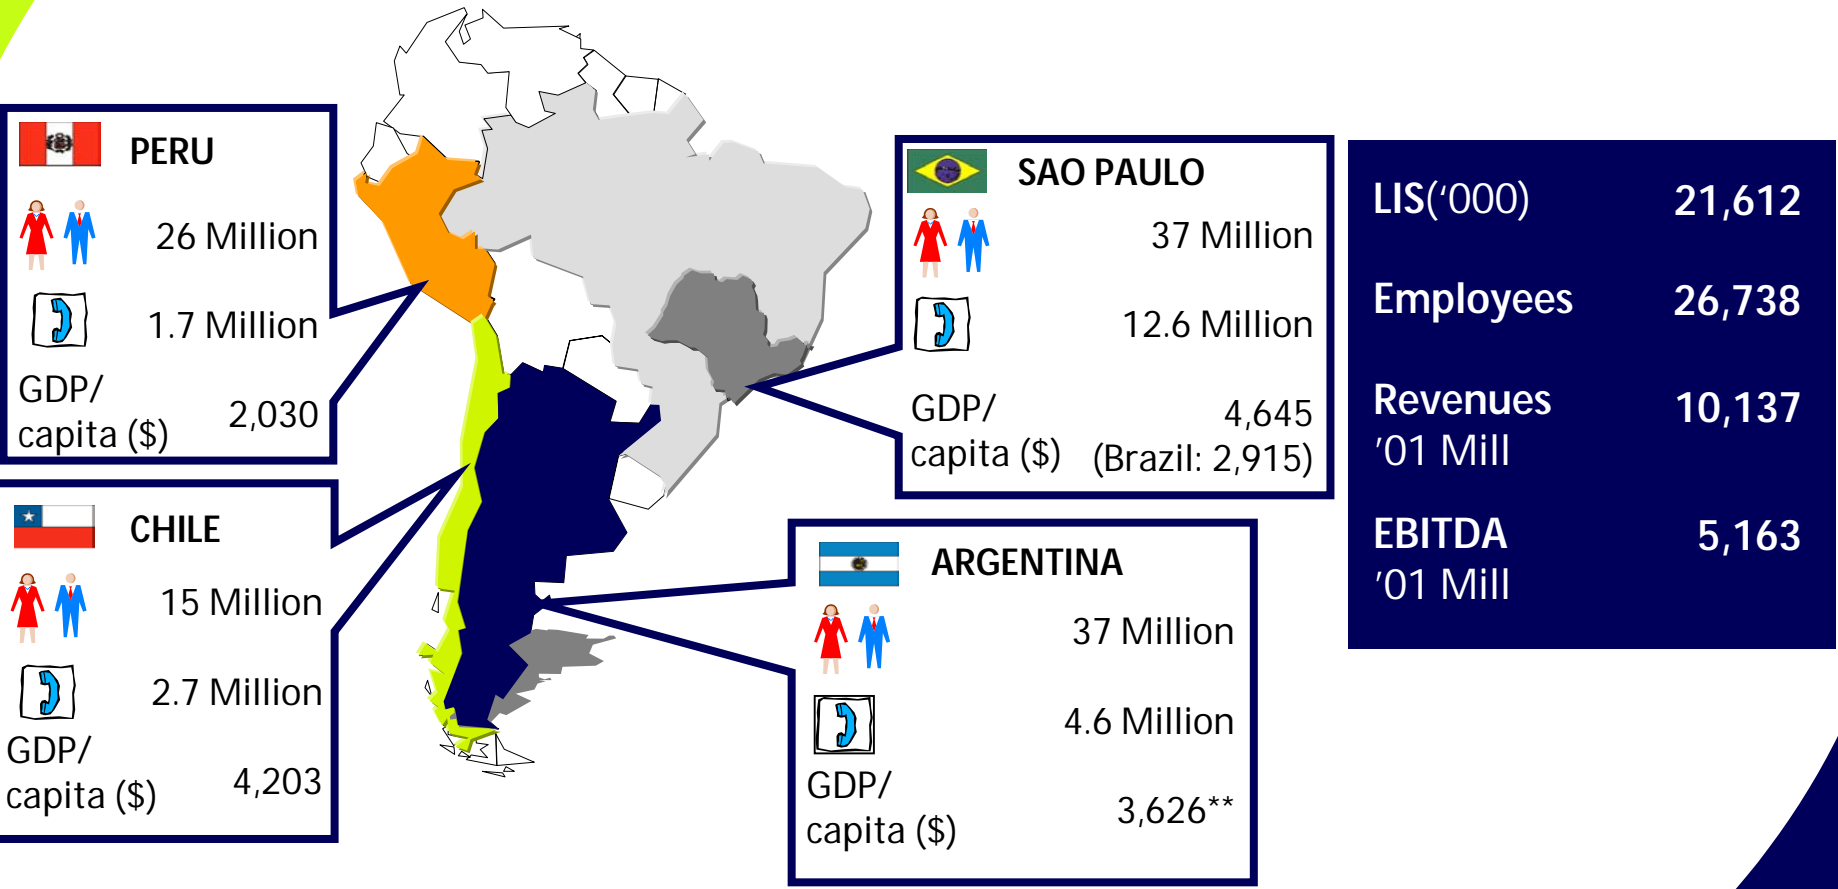 PERU
26 Million
1.7 Million
GDP/
capita ($) 2,030
CHILE
15 Million
2.7 Million
GDP/
capita ($) 4,203
SAO PAULO
37 Million
12.6 Million
GDP/ 4,645
capita ($) (Brazil: 2,915)
ARGENTINA
37 Million
4.6 Million
GDP/
capita ($) 3,626**
LIS(‘000) 21,612
Employees 26,738
Revenues 10,137
’01 Mill
EBITDA 5,163
’01 Mill